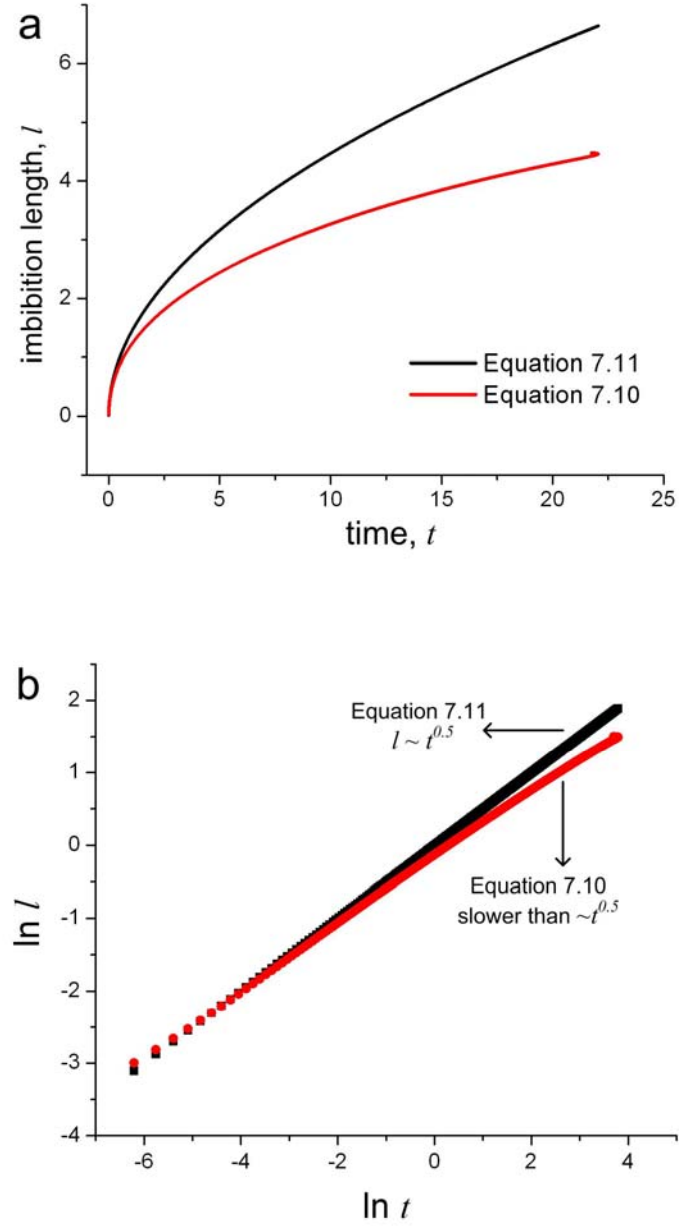 a
6
4
2
0
imbibition length, l
0 5 10 15 20 25
time, t
Equation 7.11
Equation 7.10
b
2
1
0
-1
-2
-3
-4
ln l
-6 -4 -2 0 2 4
ln t
Equation 7.11
l ~ t^0.5
Equation 7.10
slower than ~t^0.5